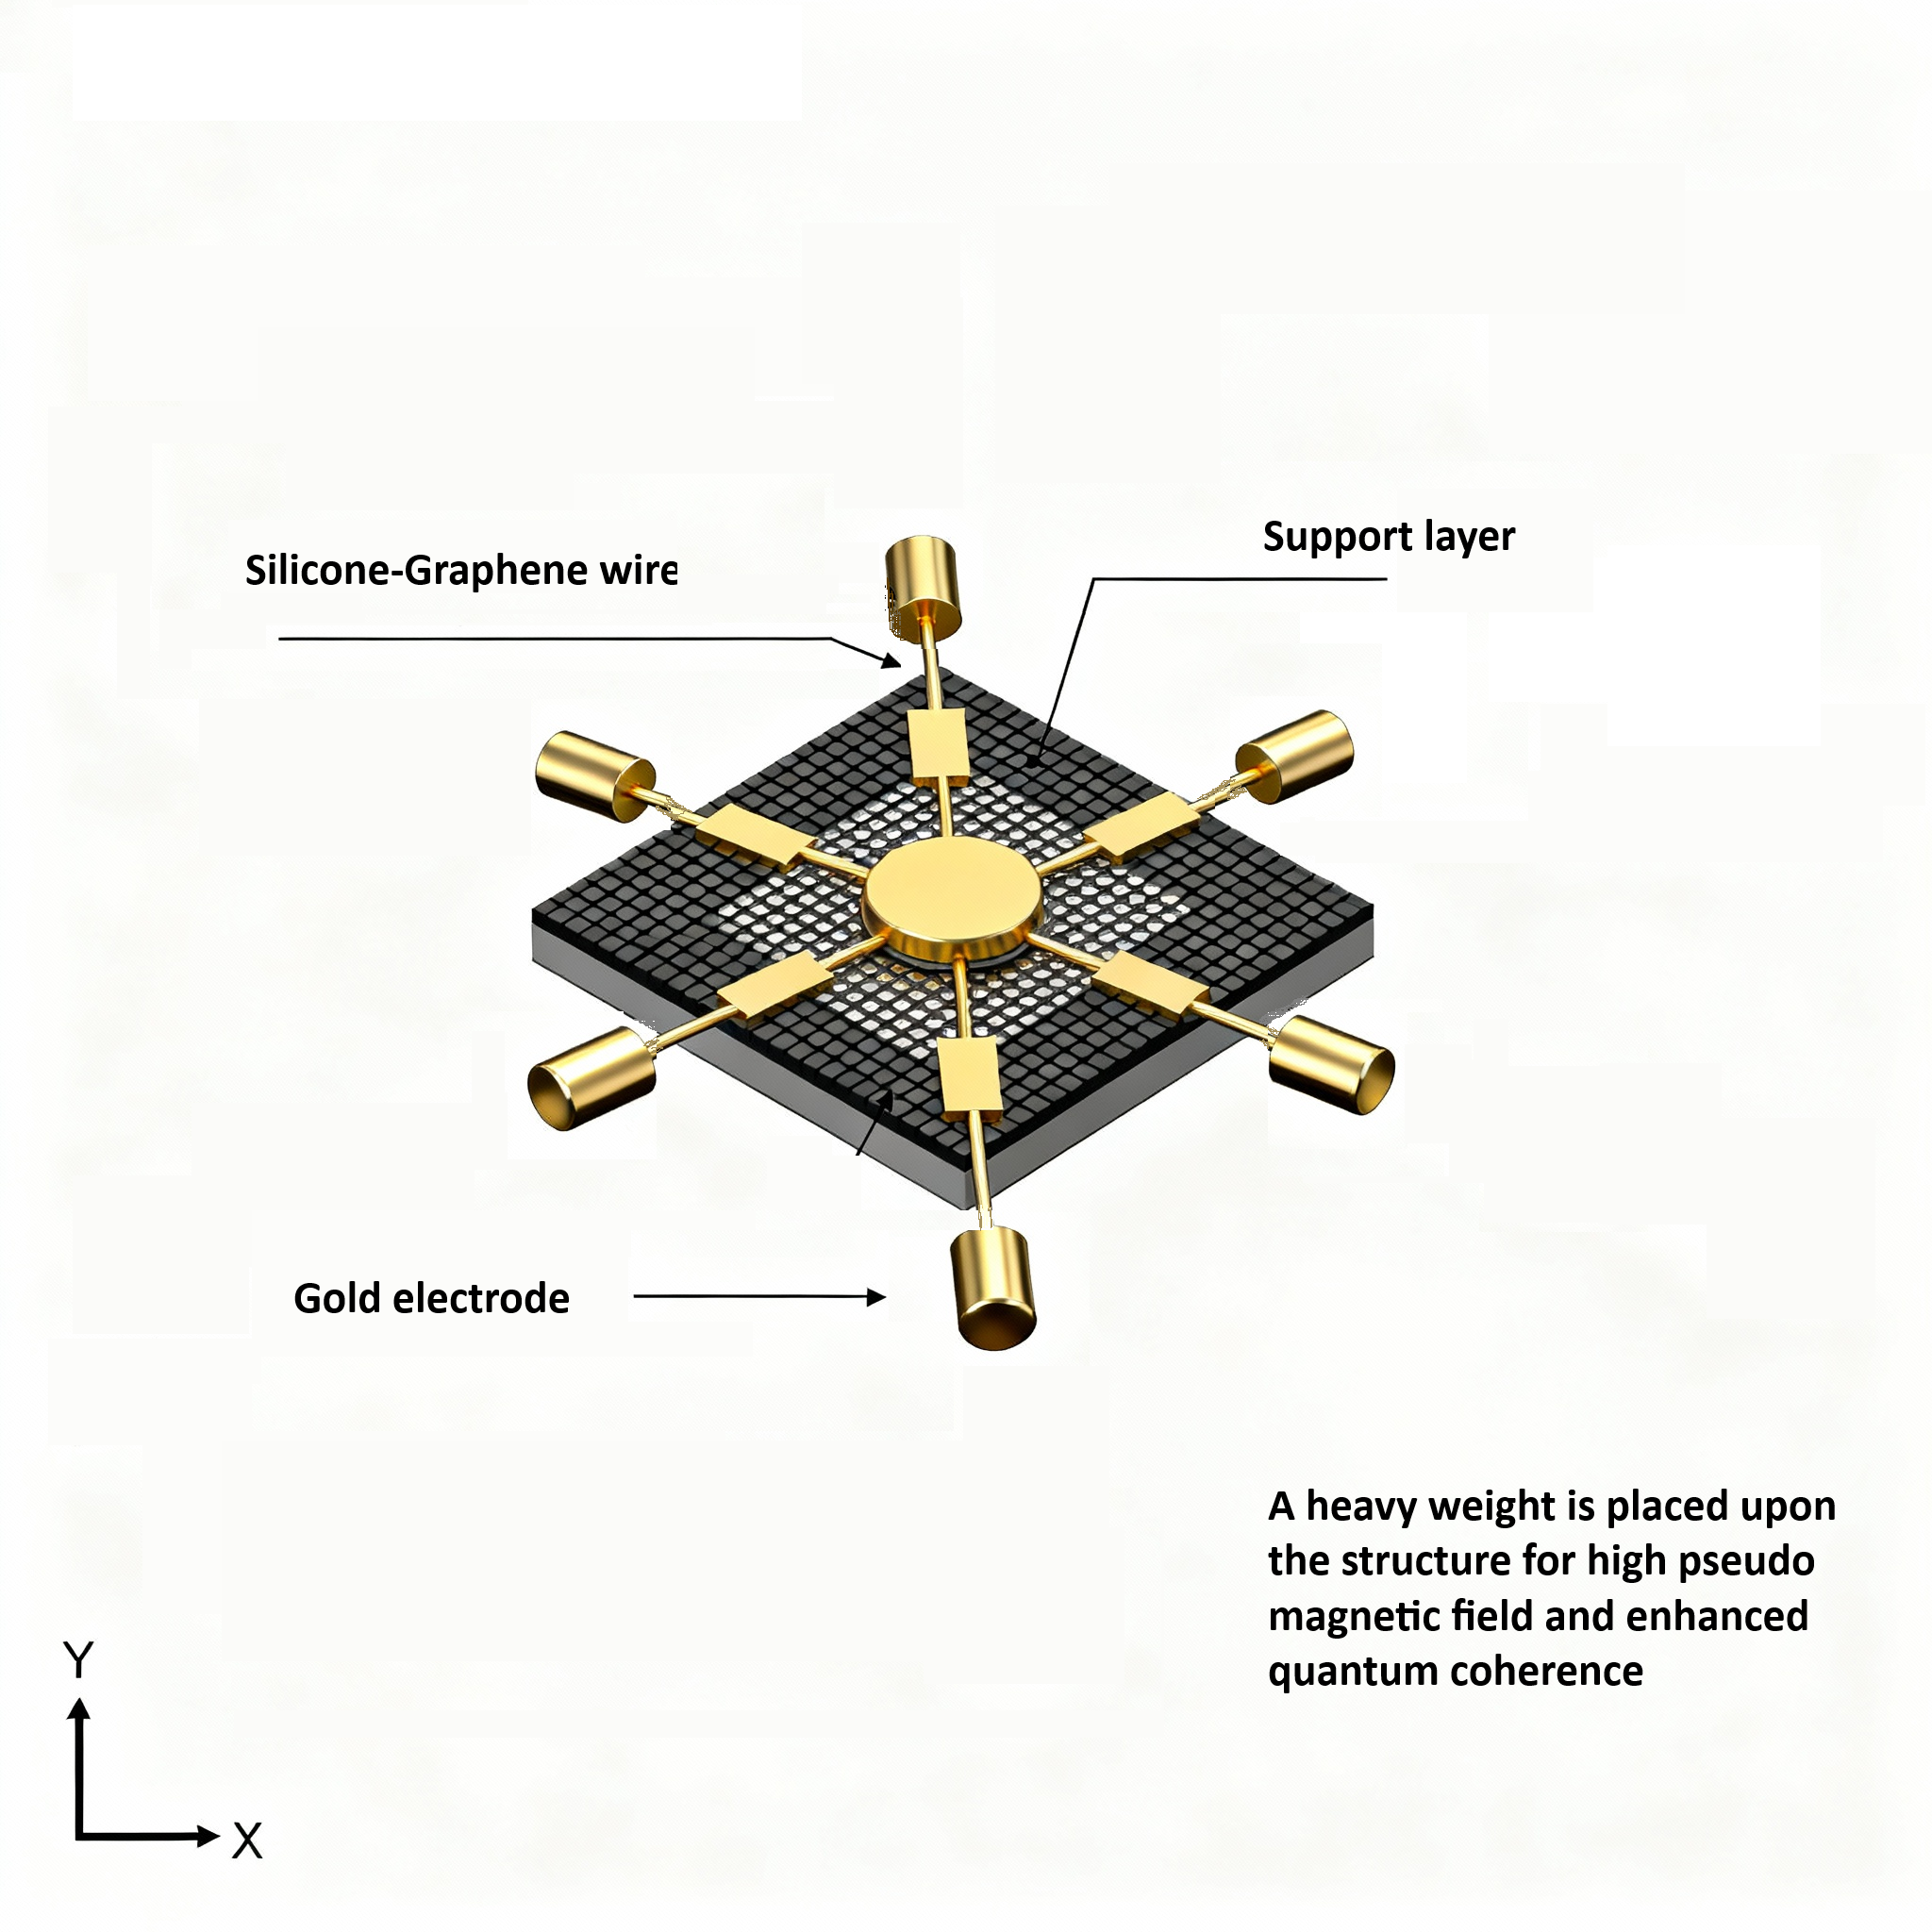 Support layer
Silicone-Graphene wire
Gold electrode
A heavy weight is placed upon
the structure for high pseudo
magnetic field and enhanced
quantum coherence
Y
X